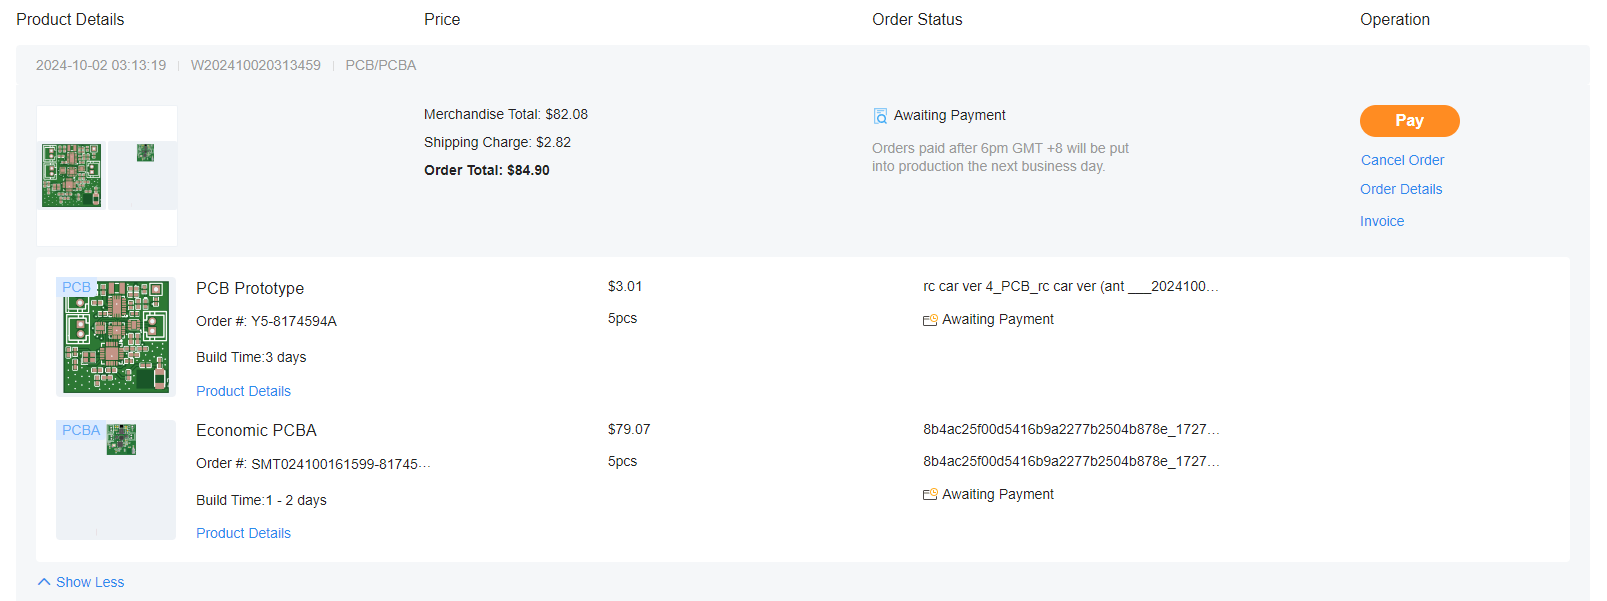 Product Details Price Order Status Operation
2024-10-02 03:13:19 W202410020313459 PCB/PCBA
Merchandise Total: $82.08
Shipping Charge: $2.82
Order Total: $84.90
Awaiting Payment
Orders paid after 6pm GMT +8 will be put
into production the next business day.
Pay
Cancel Order
Order Details
Invoice
PCB
PCB Prototype
Order #: Y5-8174594A
Build Time:3 days
Product Details
$3.01
5pcs
rc car ver 4_PCB_rc car ver (ant ___2024100...
Awaiting Payment
PCBA
Economic PCBA
Order #: SMT024100161599-81745...
Build Time:1 - 2 days
Product Details
$79.07
5pcs
8b4ac25f00d5416b9a2277b2504b878e_1727...
8b4ac25f00d5416b9a2277b2504b878e_1727...
Awaiting Payment
Show Less